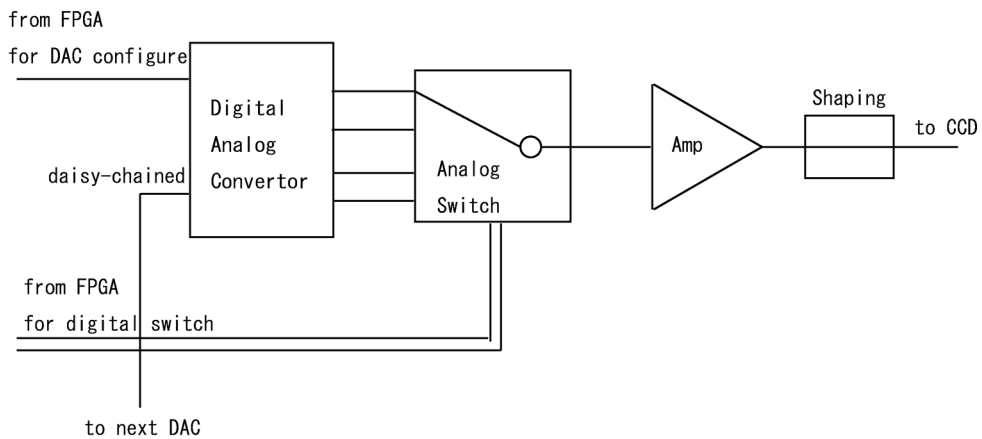 from FPGA
for DAC configure
Digital
Analog
Convertor
daisy-chained
Analog
Switch
Amp
Shaping
to CCD
from FPGA
for digital switch
to next DAC